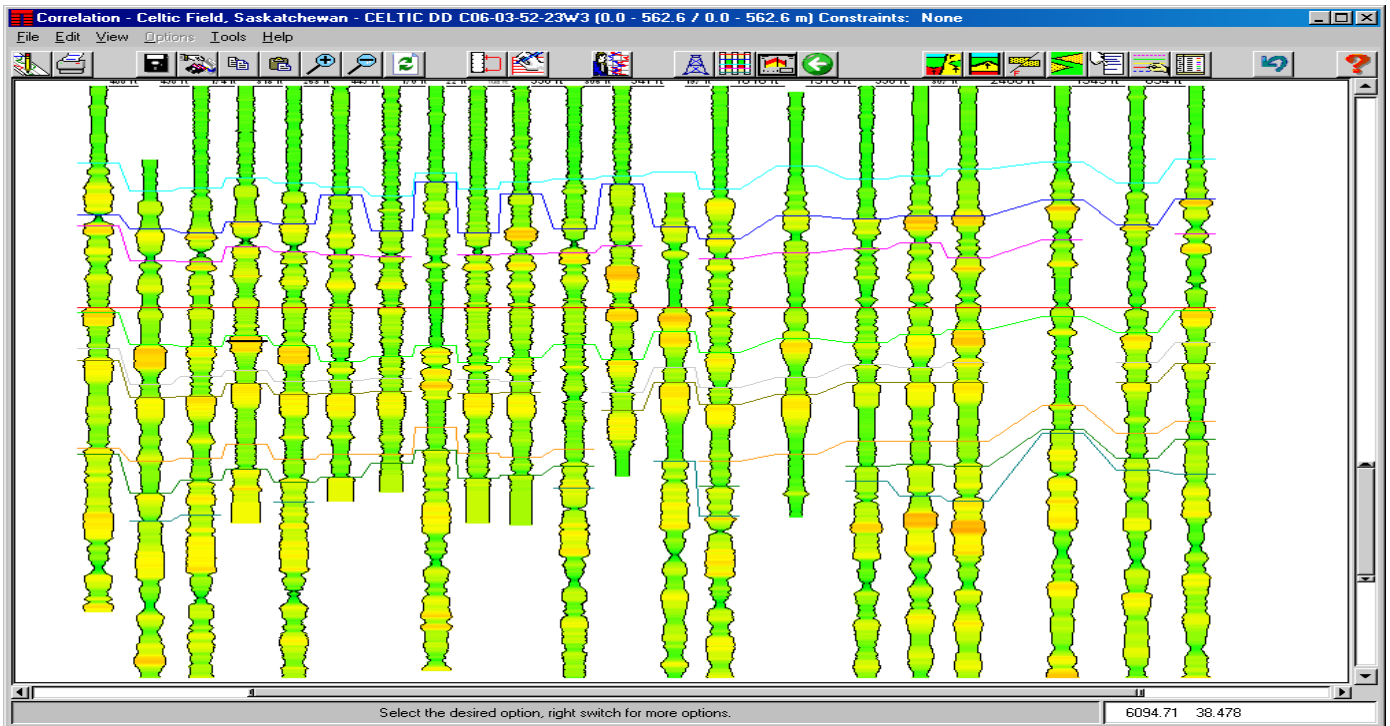 Correlation - Celtic Field, Saskatchewan - CELTIC DD C06-03-52-23W3 (0.0 - 562.6 / 0.0 - 562.6 m) Constraints: None
File Edit View Options Tools Help
Select the desired option, right switch for more options. 6094.71 38.478